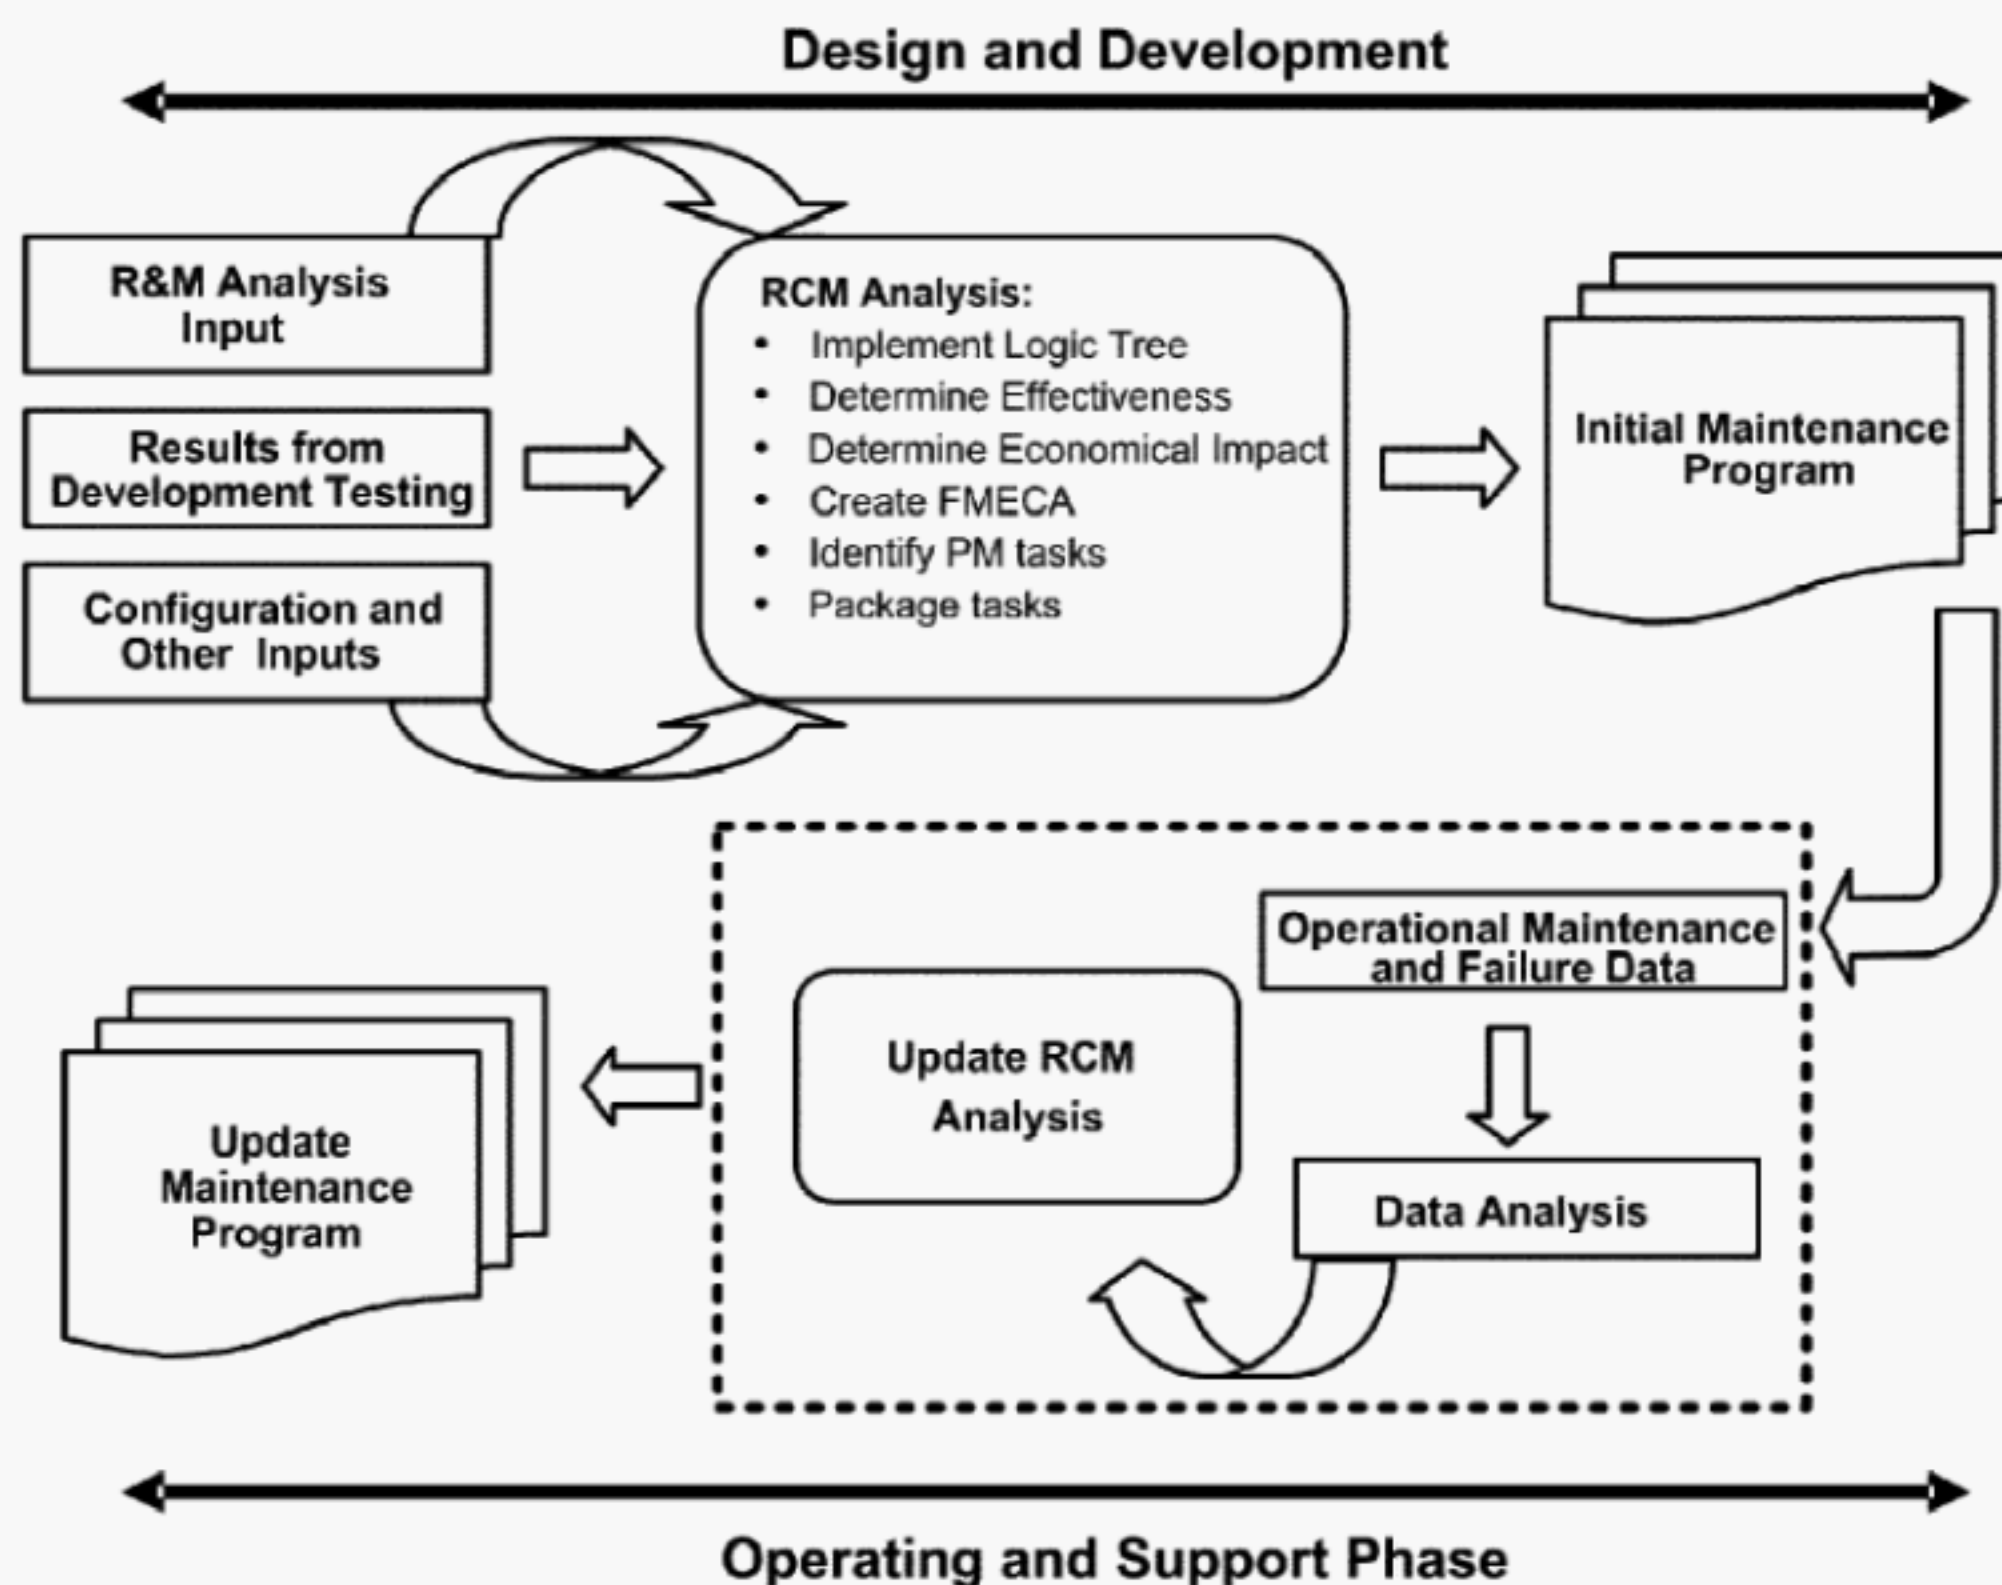 Design and Development
R&M Analysis
Input
Results from
Development Testing
Configuration and
Other Inputs
RCM Analysis:
• Implement Logic Tree
• Determine Effectiveness
• Determine Economical Impact
• Create FMECA
• Identify PM tasks
• Package tasks
Initial Maintenance
Program
Operational Maintenance
and Failure Data
Data Analysis
Update RCM
Analysis
Update
Maintenance
Program
Operating and Support Phase